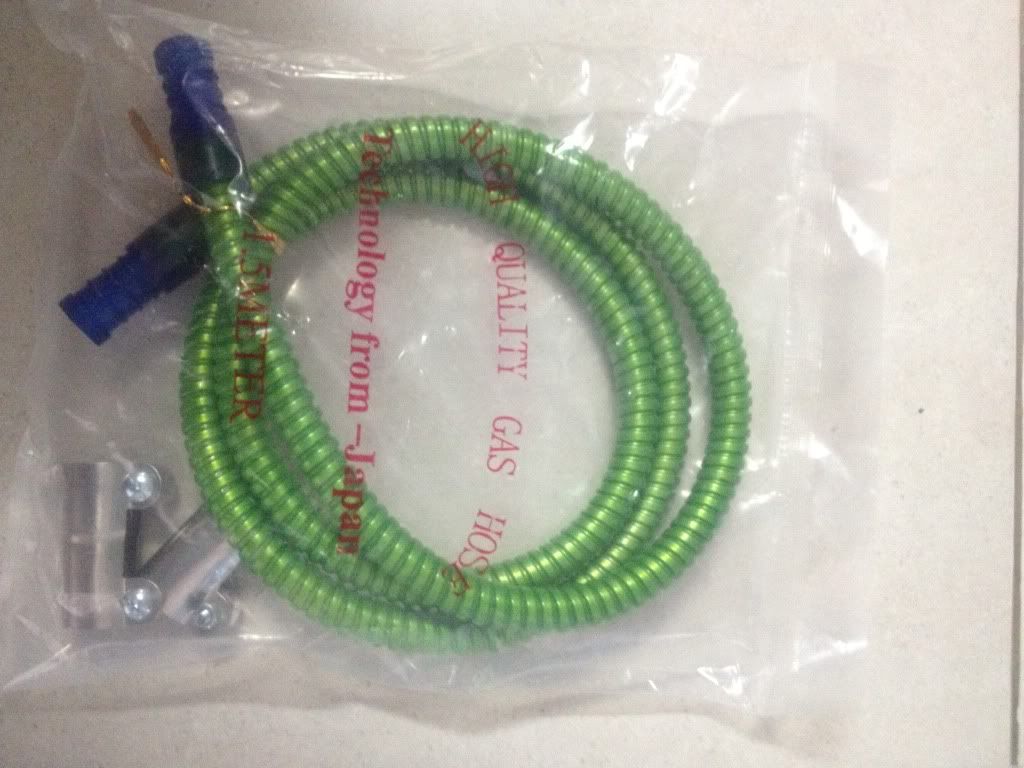 HIGH QUALITY GAS HOSE
Technology from -Japan
1.5METER